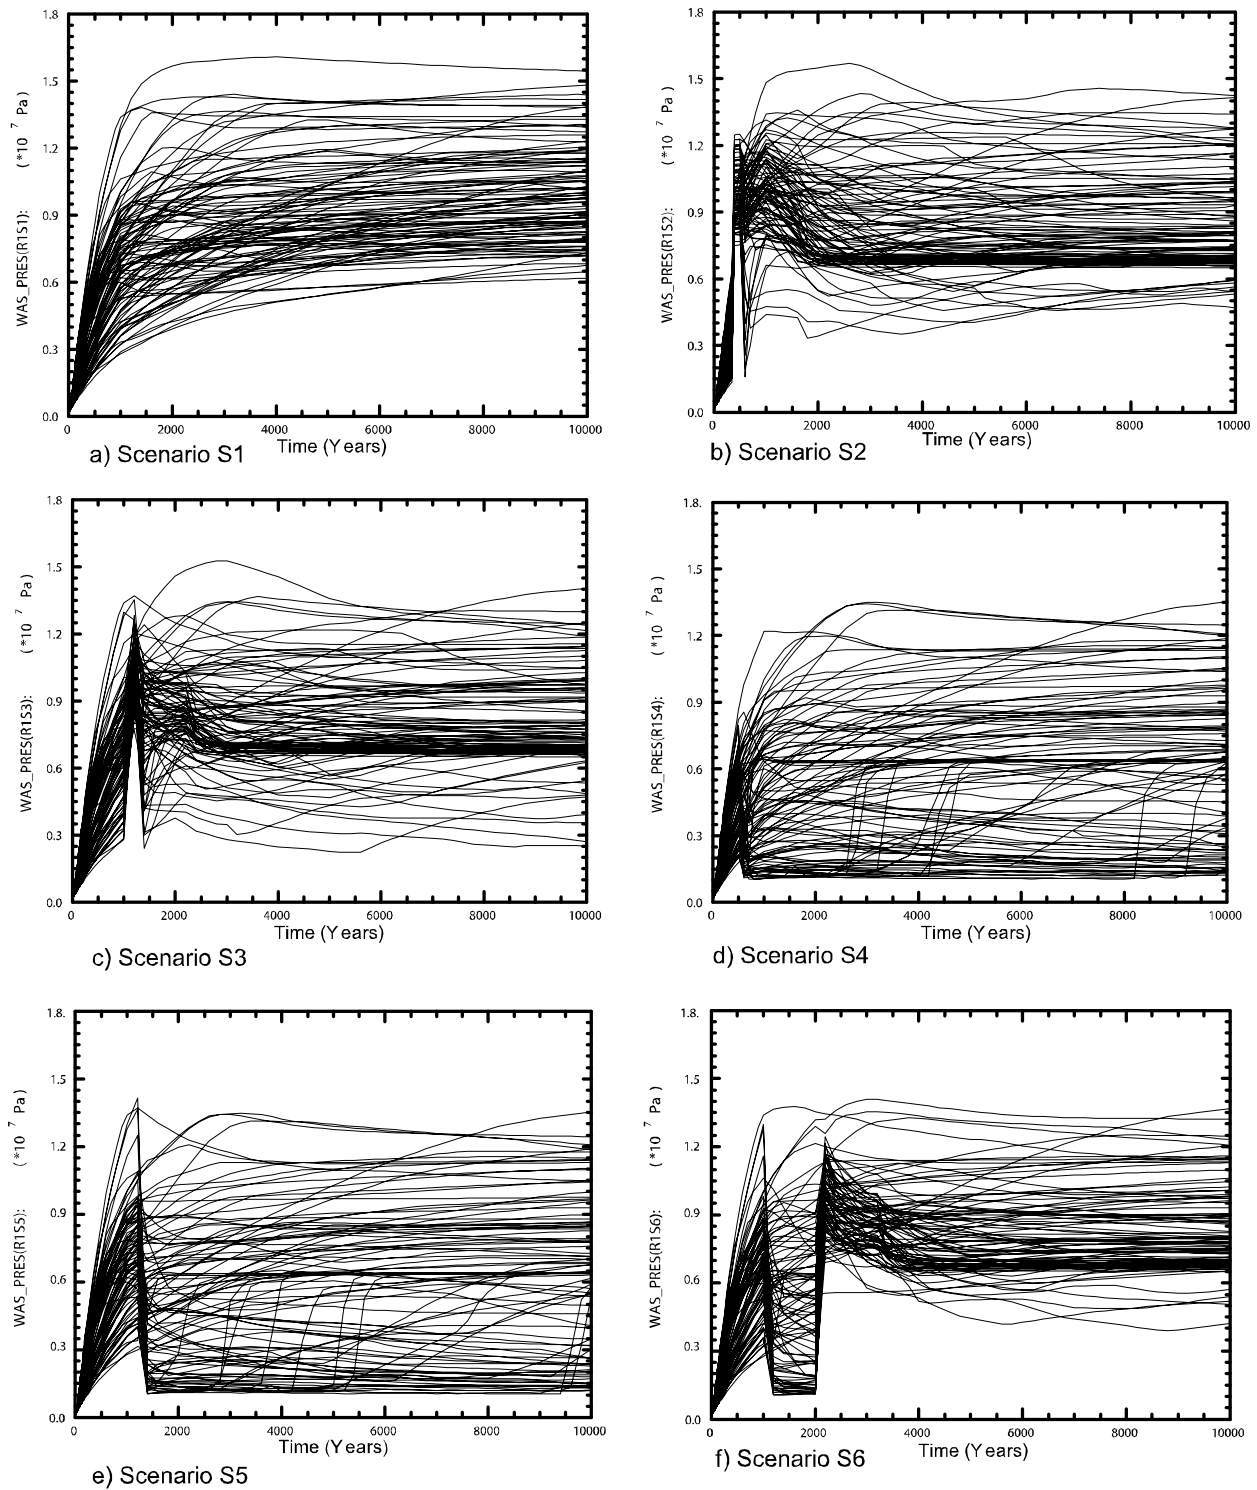 1.8
1.5
1.2
0.9
0.6
0.3
0.0
WAS_PRES(R1S1): (*10 7 Pa)
0 2000 4000 6000 8000 10000
Time (Years)
a) Scenario S1
1.8
1.5
1.2
0.9
0.6
0.3
0.0
WAS_PRES(R1S2): (*10 7 Pa)
0 2000 4000 6000 8000 10000
Time (Years)
b) Scenario S2
1.8
1.5
1.2
0.9
0.6
0.3
0.0
WAS_PRES(R1S3): (*10 7 Pa)
0 2000 4000 6000 8000 10000
Time (Years)
c) Scenario S3
1.8.
1.5
1.2
0.9
0.6
0.3
0.0
WAS_PRES(R1S4): (*10 7 Pa)
0 2000 4000 6000 8000 10000
Time (Years)
d) Scenario S4
1.8.
1.5
1.2
0.9
0.6
0.3
0.0
WAS_PRES(R1S5): (*10 7 Pa)
0 2000 4000 6000 8000 10000
Time (Years)
e) Scenario S5
1.8.
1.5
1.2
0.9
0.6
0.3
0.0
WAS_PRES(R1S6): (*10 7 Pa)
0 2000 4000 6000 8000 10000
Time (Years)
f) Scenario S6